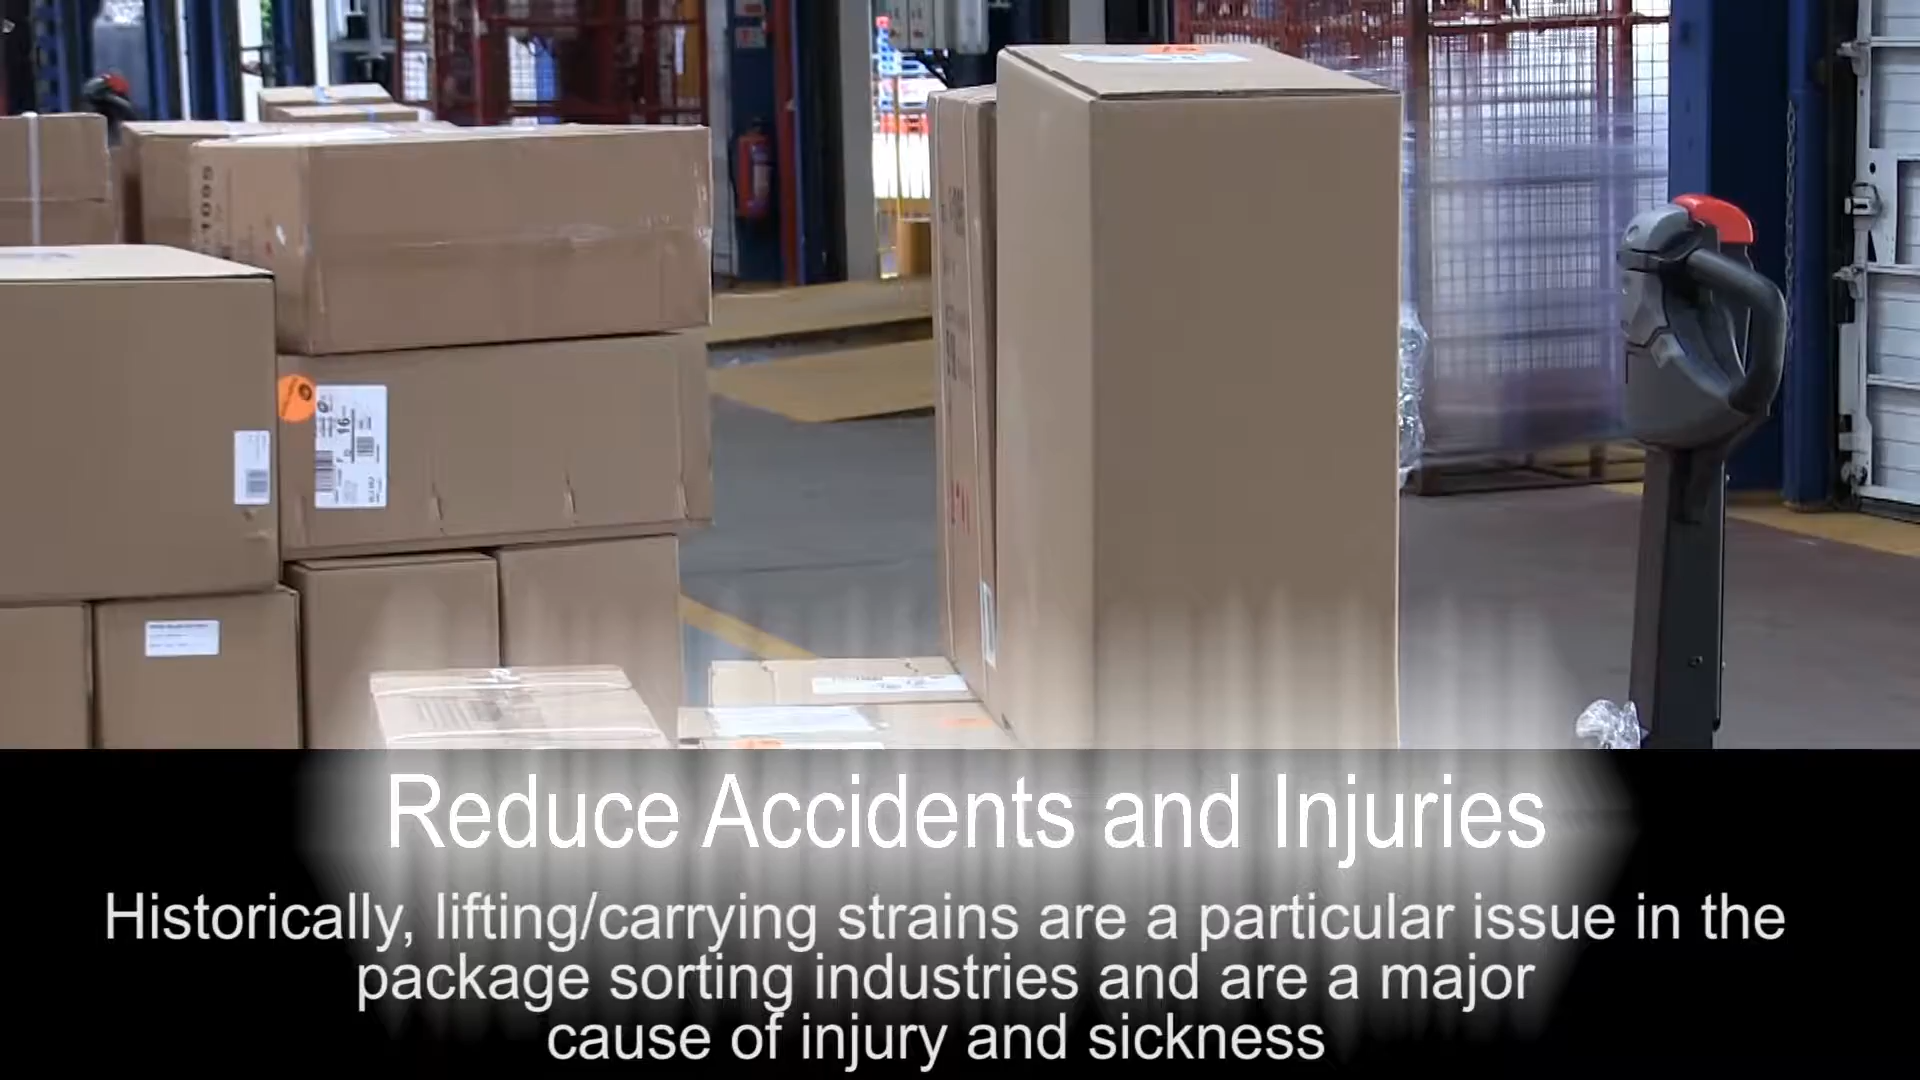 16
Reduce Accidents and Injuries
Historically, lifting/carrying strains are a particular issue in the
package sorting industries and are a major
cause of injury and sickness